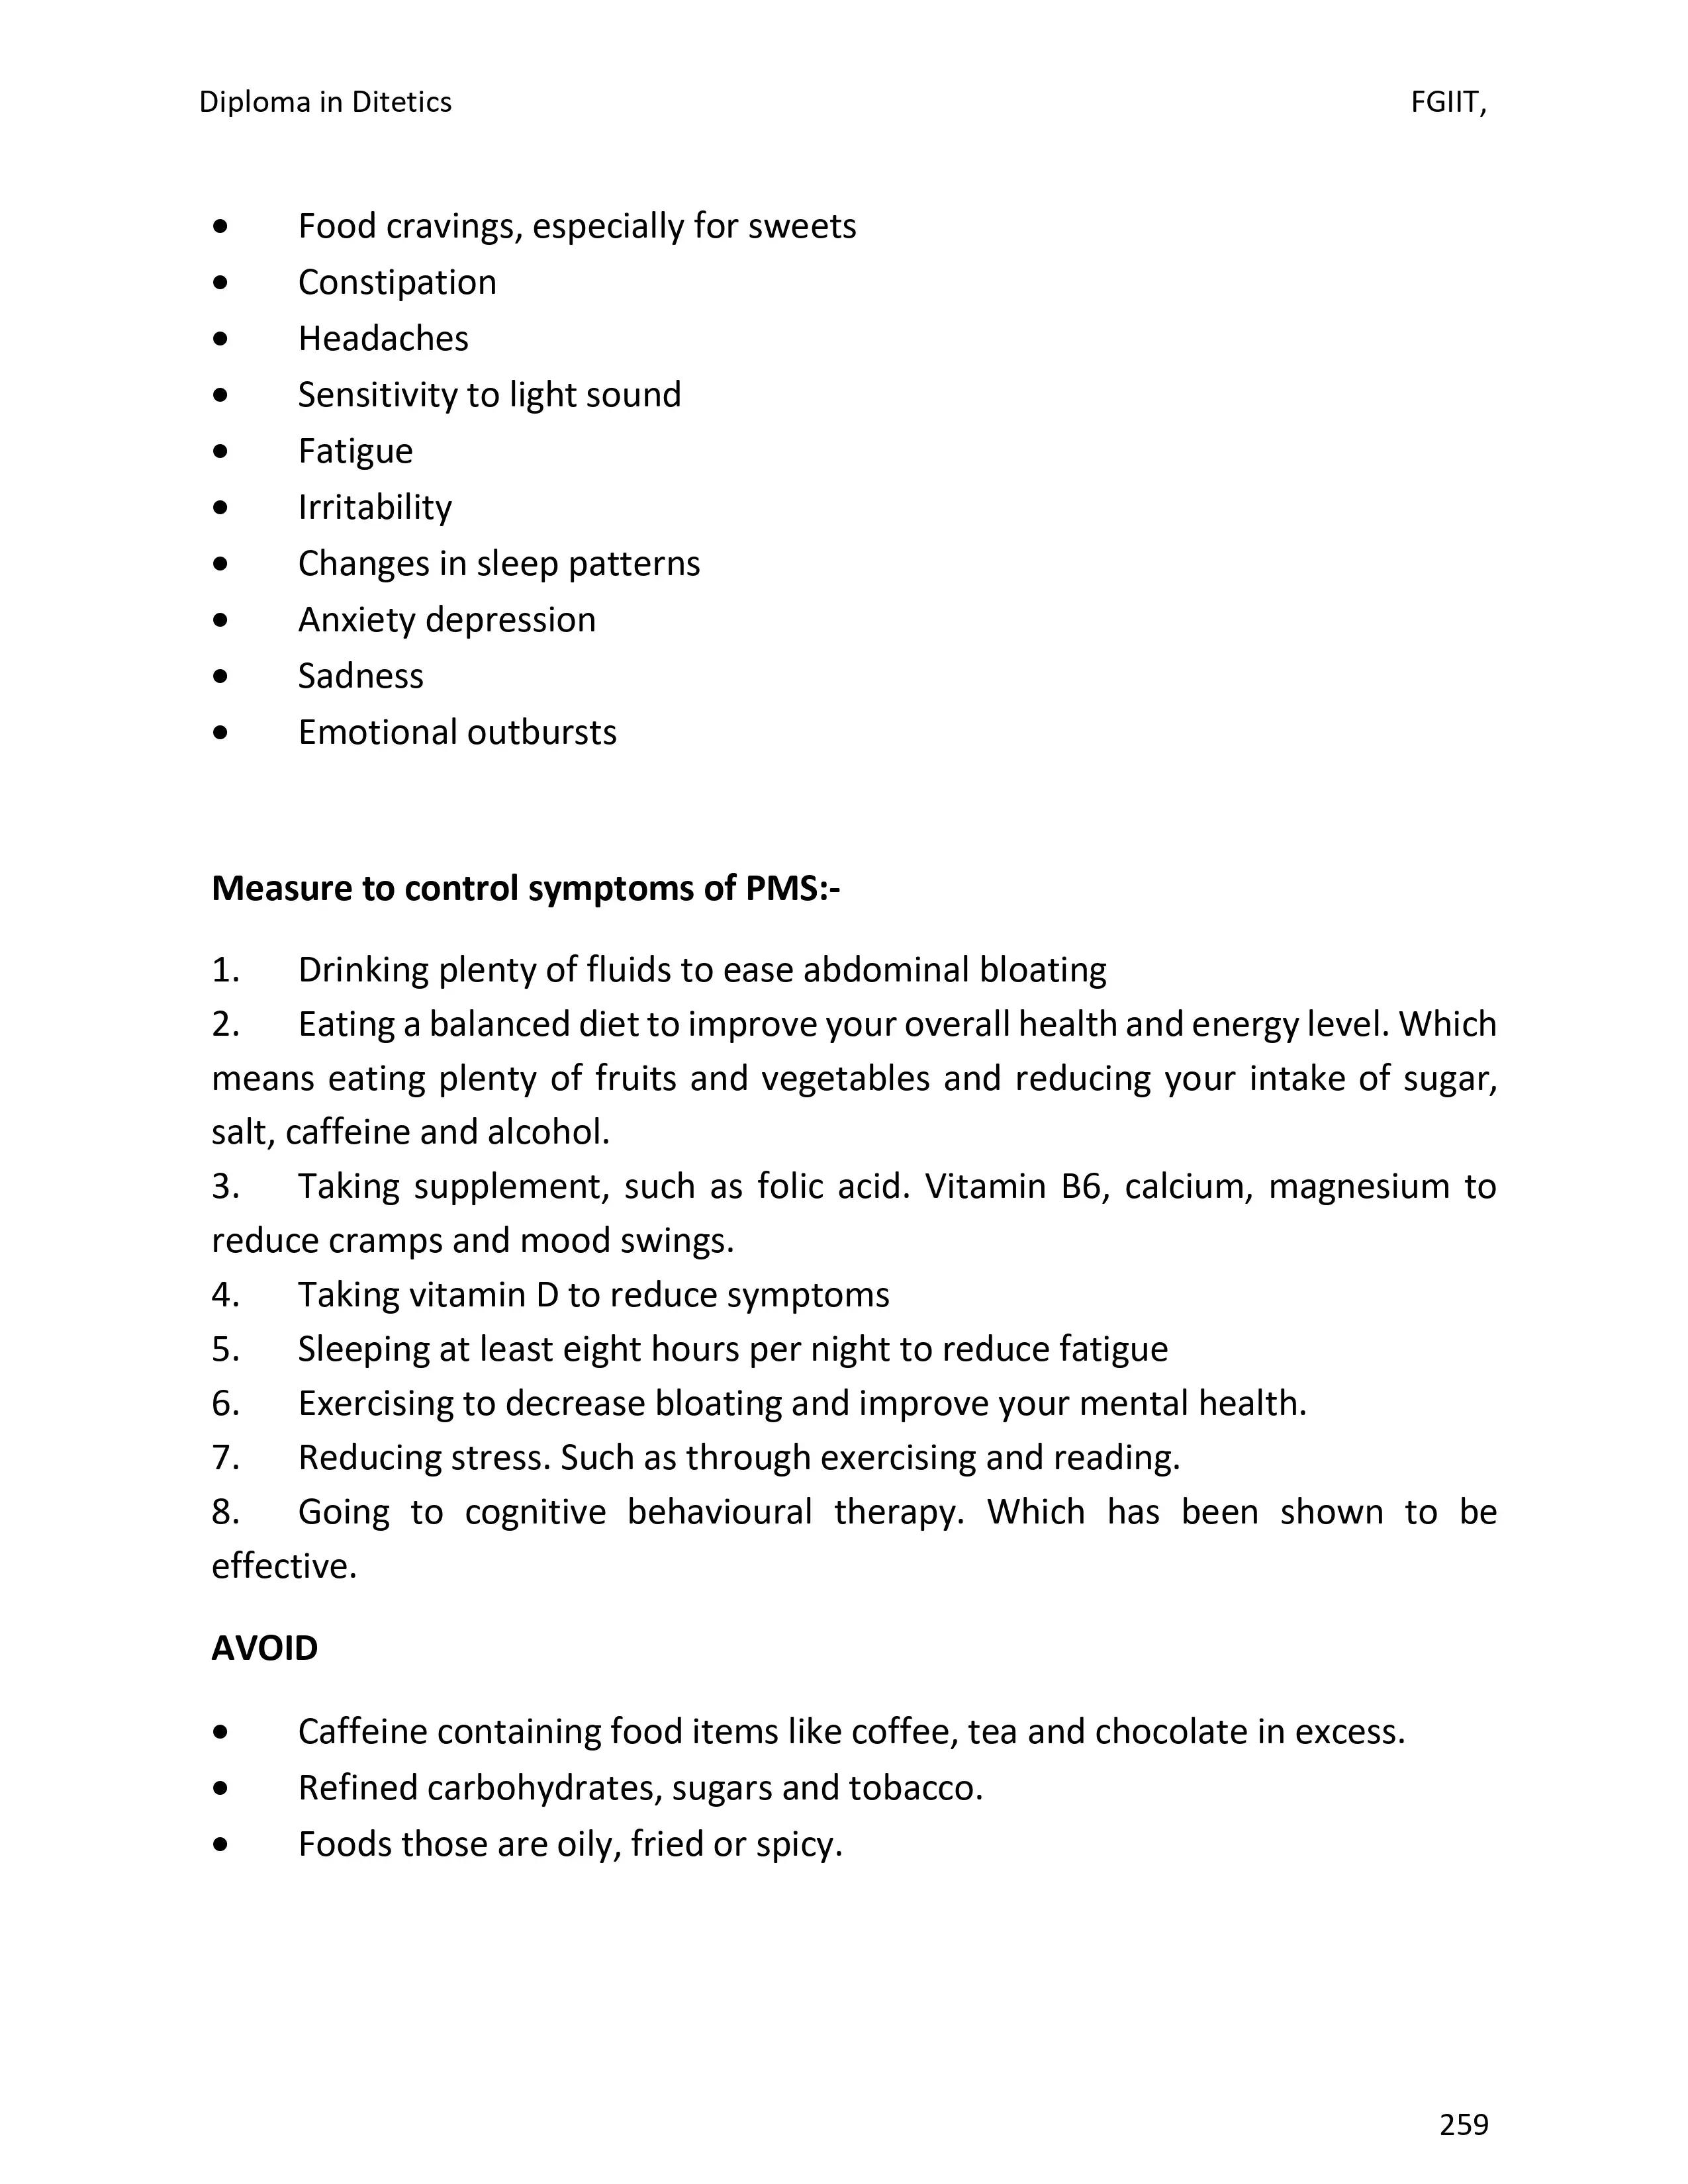 Diploma in Ditetics FGIIT,
• Food cravings, especially for sweets
• Constipation
• Headaches
• Sensitivity to light sound
• Fatigue
• Irritability
• Changes in sleep patterns
• Anxiety depression
• Sadness
• Emotional outbursts
Measure to control symptoms of PMS:-
1. Drinking plenty of fluids to ease abdominal bloating
2. Eating a balanced diet to improve your overall health and energy level. Which
means eating plenty of fruits and vegetables and reducing your intake of sugar,
salt, caffeine and alcohol.
3. Taking supplement, such as folic acid. Vitamin B6, calcium, magnesium to
reduce cramps and mood swings.
4. Taking vitamin D to reduce symptoms
5. Sleeping at least eight hours per night to reduce fatigue
6. Exercising to decrease bloating and improve your mental health.
7. Reducing stress. Such as through exercising and reading.
8. Going to cognitive behavioural therapy. Which has been shown to be
effective.
AVOID
• Caffeine containing food items like coffee, tea and chocolate in excess.
• Refined carbohydrates, sugars and tobacco.
• Foods those are oily, fried or spicy.
259